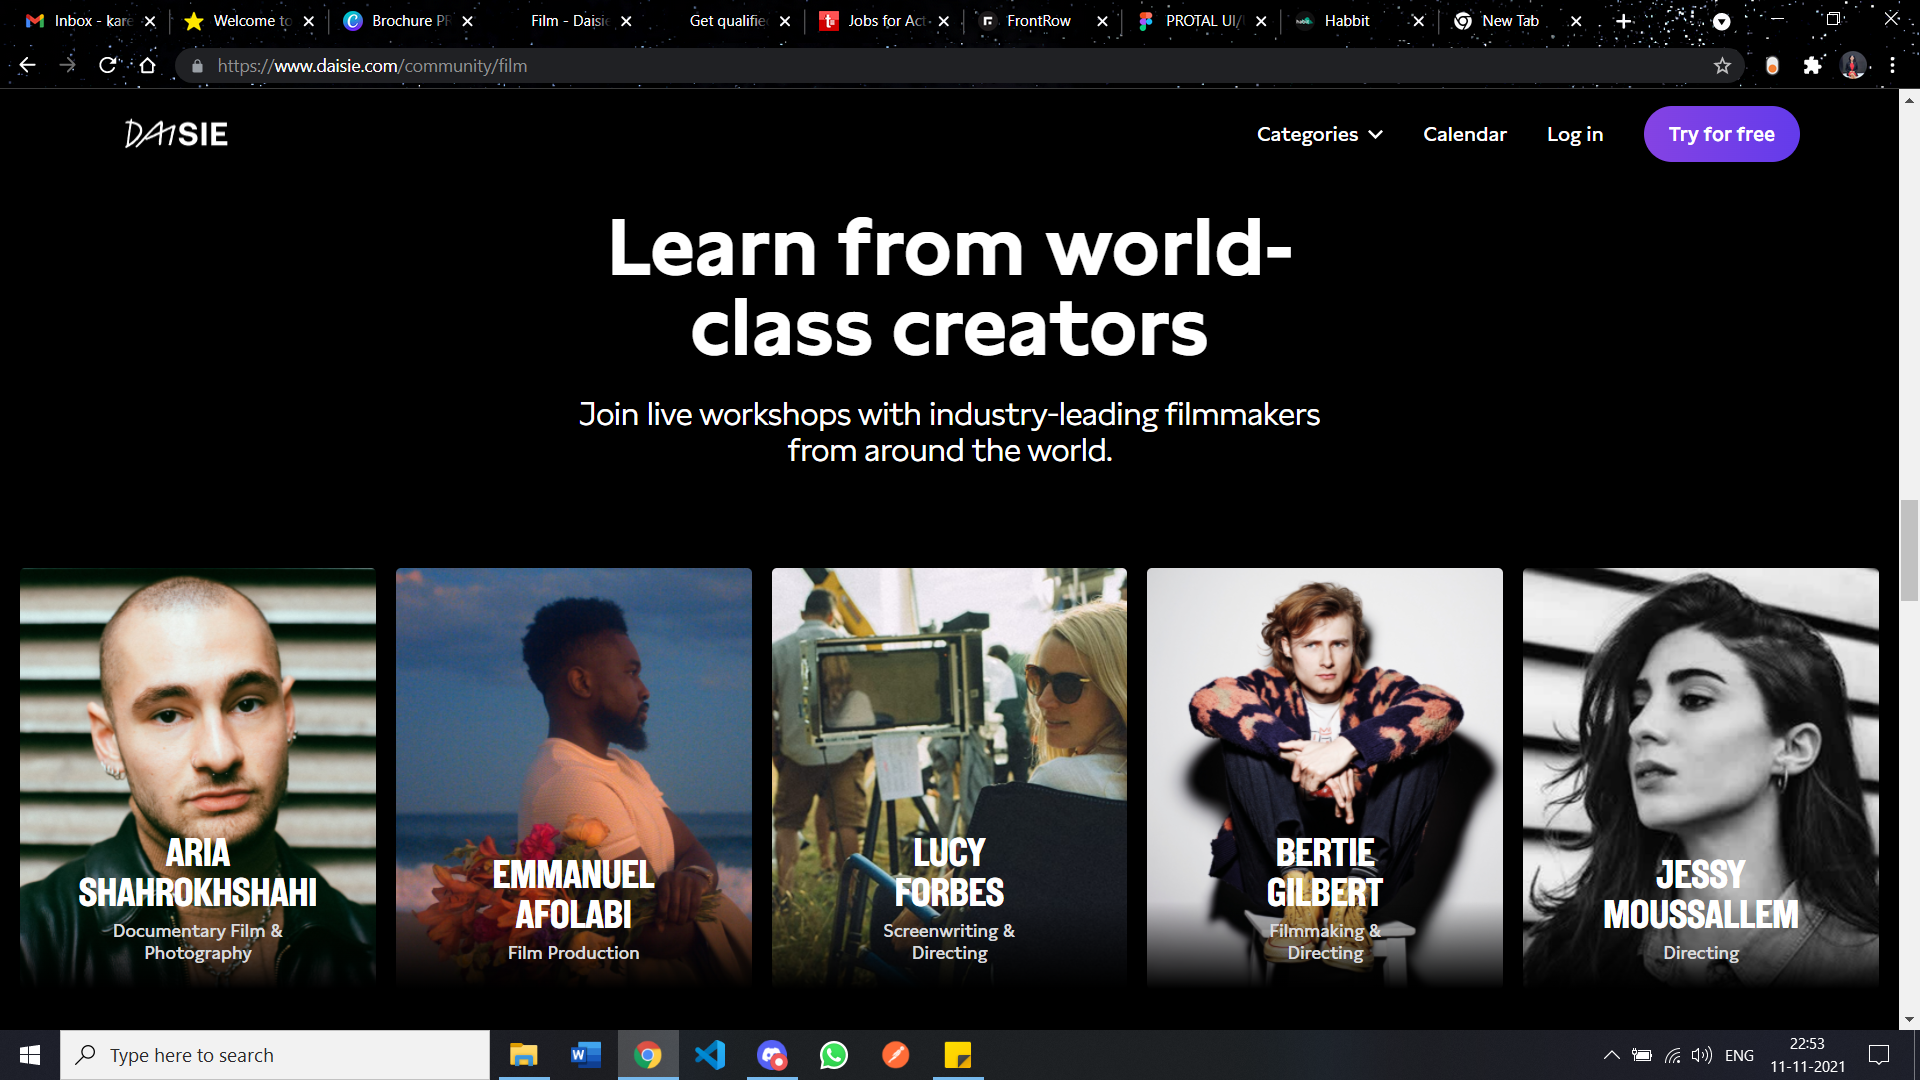 Inbox - kare
Welcome to
Brochure PR
Film - Daisie
Get qualifie
Jobs for Act
FrontRow
PROTAL UI/
Habbit
New Tab
https://www.daisie.com/community/film
DAISIE
Categories
Calendar
Log in
Try for free
Learn from world-
class creators
Join live workshops with industry-leading filmmakers
from around the world.
ARIA
SHAHROKHSHAHI
Documentary Film &
Photography
EMMANUEL
AFOLABI
Film Production
LUCY
FORBES
Screenwriting &
Directing
BERTIE
GILBERT
Filmmaking &
Directing
JESSY
MOUSSALLEM
Directing
Type here to search
ENG
22:53
11-11-2021